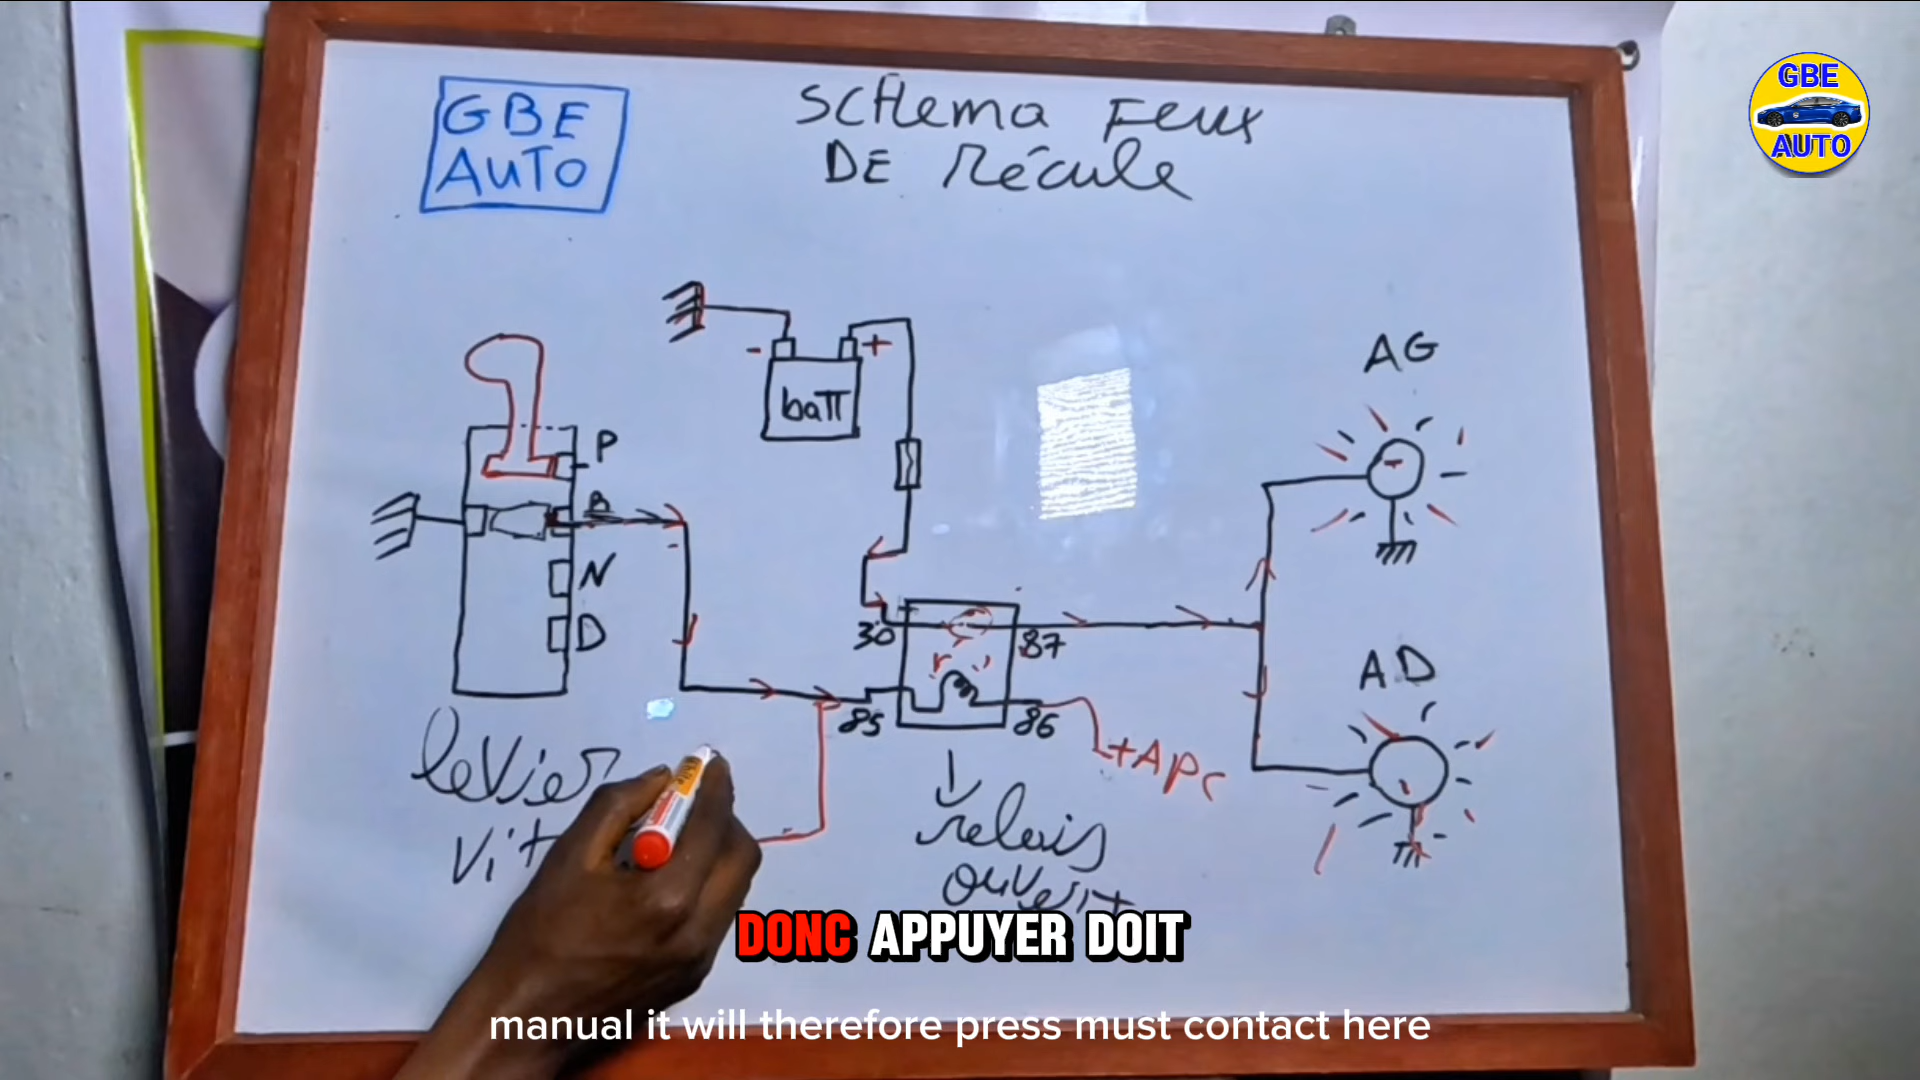 GBE
AUTO
SCHema Feux
DE récule
GBE
AUTO
- +
batt
AG
P
R
N
D
30
87
AD
85
86
+APC
levier
relais
ouvert
DONC APPUYER DOIT
manual it will therefore press must contact here